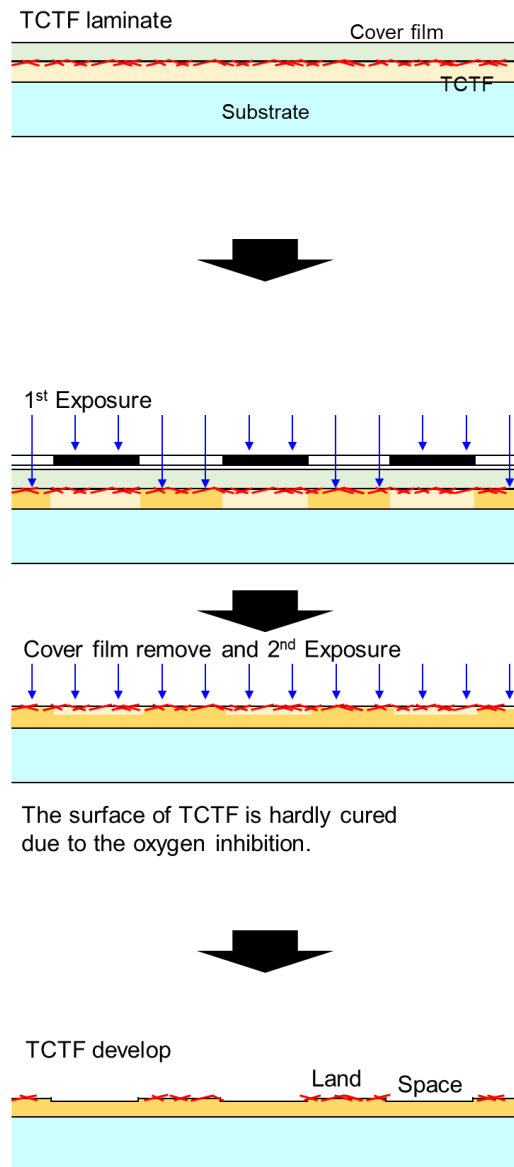 TCTF laminate
Cover film
TCTF
Substrate
1st Exposure
Cover film remove and 2nd Exposure
The surface of TCTF is hardly cured
due to the oxygen inhibition.
TCTF develop
Land
Space